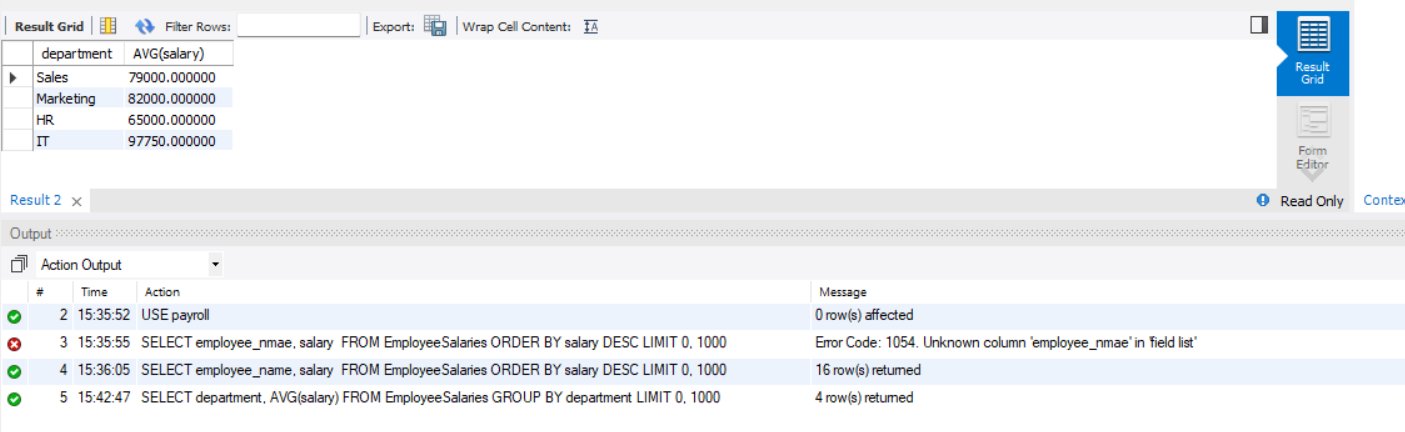 Result Grid Filter Rows: Export: Wrap Cell Content: IA
department AVG(salary)
Sales 79000.000000
Marketing 82000.000000
HR 65000.000000
IT 97750.000000
Result
Grid
Form
Editor
Result 2 × Read Only Contex
Output
Action Output
# Time Action Message
2 15:35:52 USE payroll 0 row(s) affected
3 15:35:55 SELECT employee_nmae, salary FROM EmployeeSalaries ORDER BY salary DESC LIMIT 0, 1000 Error Code: 1054. Unknown column 'employee_nmae' in 'field list'
4 15:36:05 SELECT employee_name, salary FROM EmployeeSalaries ORDER BY salary DESC LIMIT 0, 1000 16 row(s) returned
5 15:42:47 SELECT department, AVG(salary) FROM EmployeeSalaries GROUP BY department LIMIT 0, 1000 4 row(s) returned